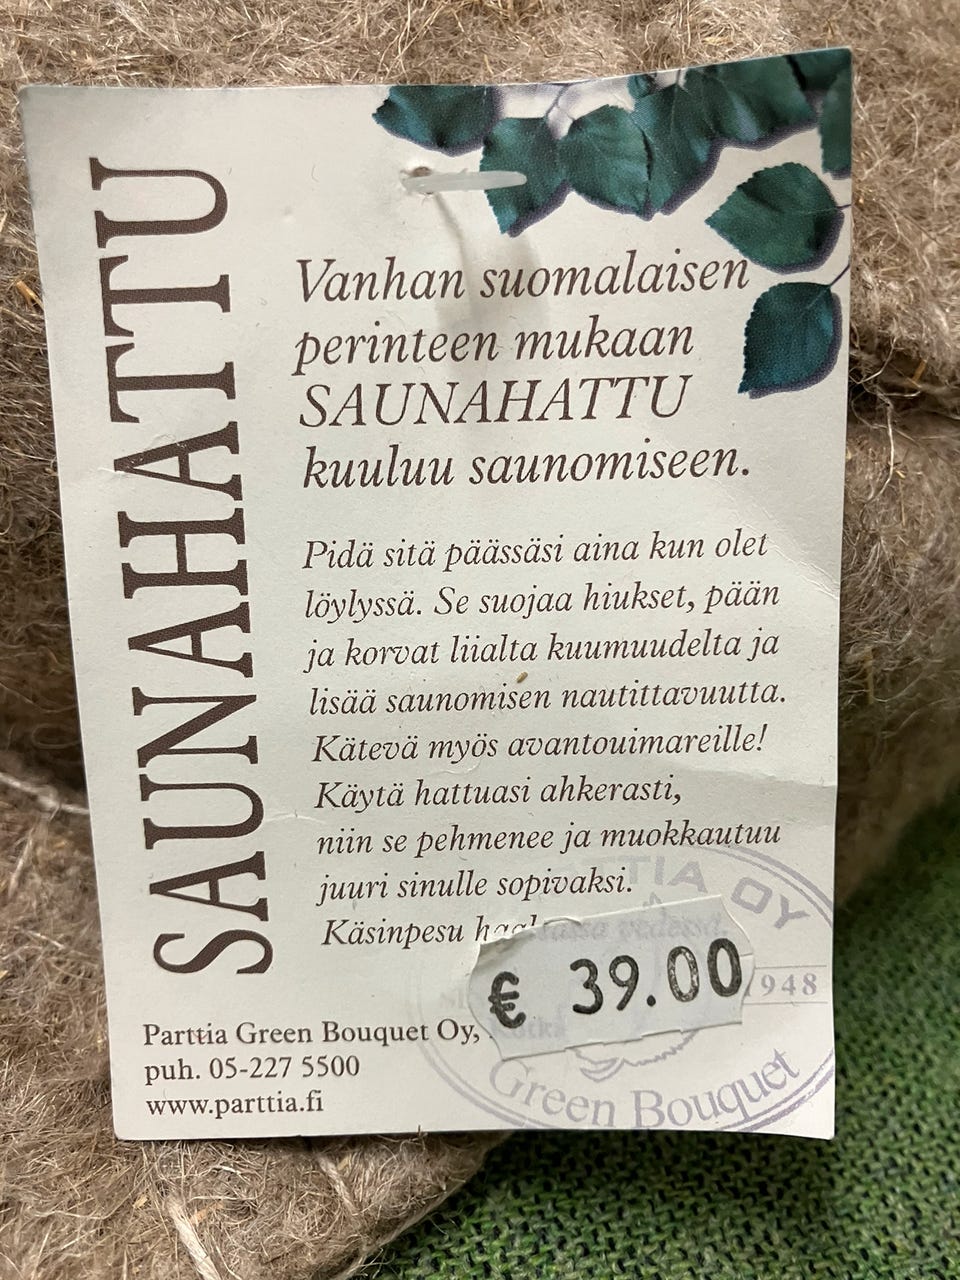 SAUNAHATTU
Vanhan suomalaisen
perinteen mukaan
SAUNAHATTU
kuuluu saunomiseen.
Pidä sitä päässäsi aina kun olet
löylyssä. Se suojaa hiukset, pään
ja korvat liialta kuumuudelta ja
lisää saunomisen nautittavuutta.
Kätevä myös avantouimareille!
Käytä hattuasi ahkerasti,
niin se pehmenee ja muokkautuu
juuri sinulle sopivaksi.
Käsinpesu haaleassa vedessä.
€ 39.00
Parttia Green Bouquet Oy,
puh. 05-227 5500
www.parttia.fi
OY
1948
Green Bouquet